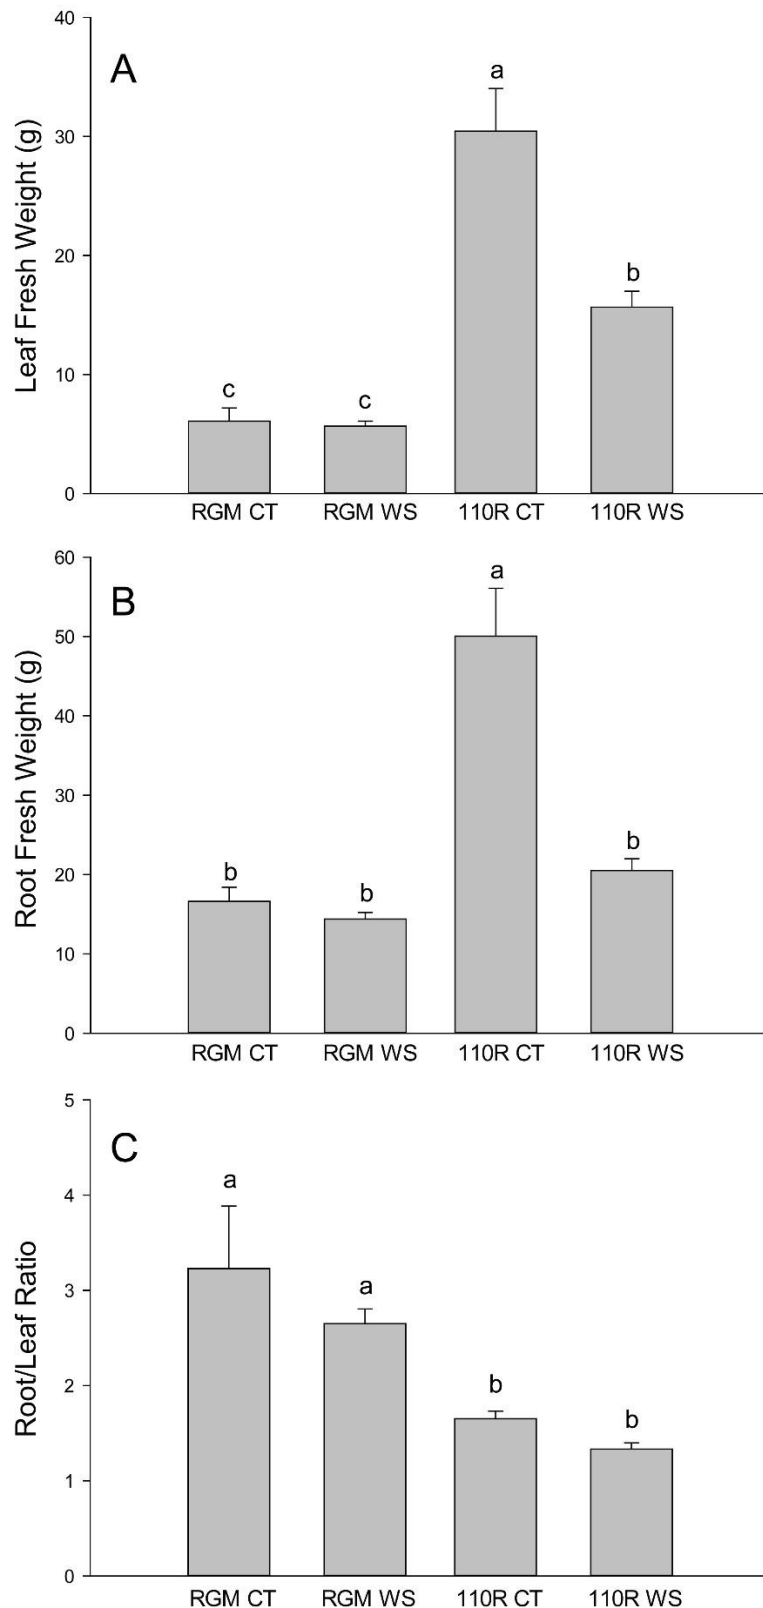 40
A
a
30
Leaf Fresh Weight (g)
20
b
10
c
c
0
RGM CT RGM WS 110R CT 110R WS
60
B
a
50
40
Root Fresh Weight (g)
30
20
b
b
b
10
0
RGM CT RGM WS 110R CT 110R WS
5
C
a
4
Root/Leaf Ratio
3
a
2
b
b
1
0
RGM CT RGM WS 110R CT 110R WS